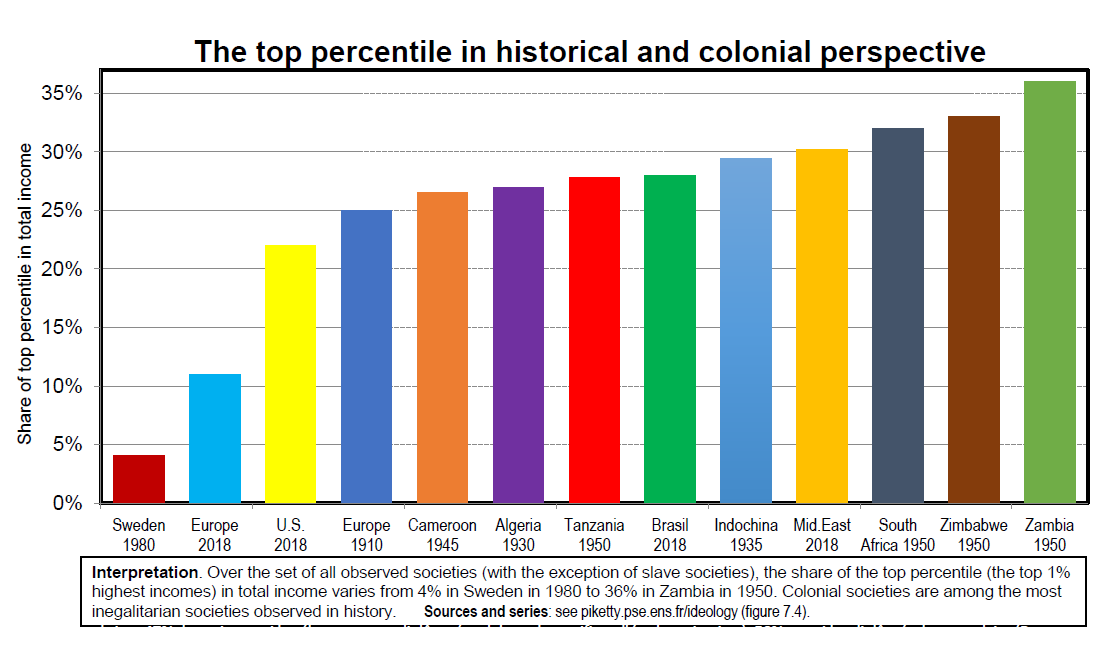 The top percentile in historical and colonial perspective
Share of top percentile in total income
35%
30%
25%
20%
15%
10%
5%
0%
Sweden 1980
Europe 2018
U.S. 2018
Europe 1910
Cameroon 1945
Algeria 1930
Tanzania 1950
Brasil 2018
Indochina 1935
Mid.East 2018
South Africa 1950
Zimbabwe 1950
Zambia 1950
Interpretation. Over the set of all observed societies (with the exception of slave societies), the share of the top percentile (the top 1%
highest incomes) in total income varies from 4% in Sweden in 1980 to 36% in Zambia in 1950. Colonial societies are among the most
inegalitarian societies observed in history. Sources and series: see piketty.pse.ens.fr/ideology (figure 7.4).